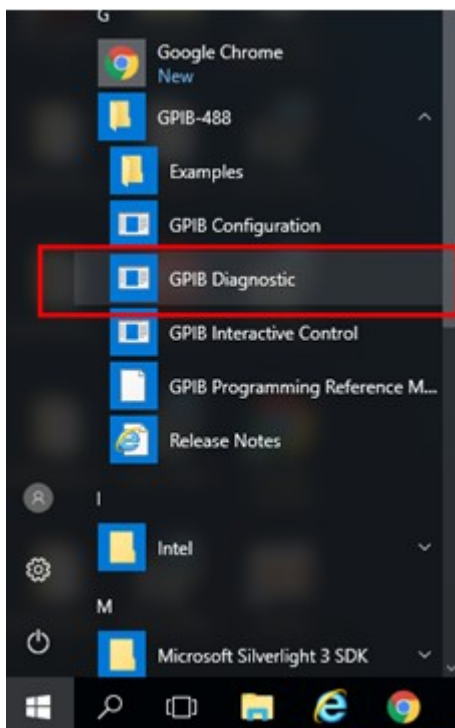 G
Google Chrome
New
GPIB-488
Examples
GPIB Configuration
GPIB Diagnostic
GPIB Interactive Control
GPIB Programming Reference M...
Release Notes
I
Intel
M
Microsoft Silverlight 3 SDK